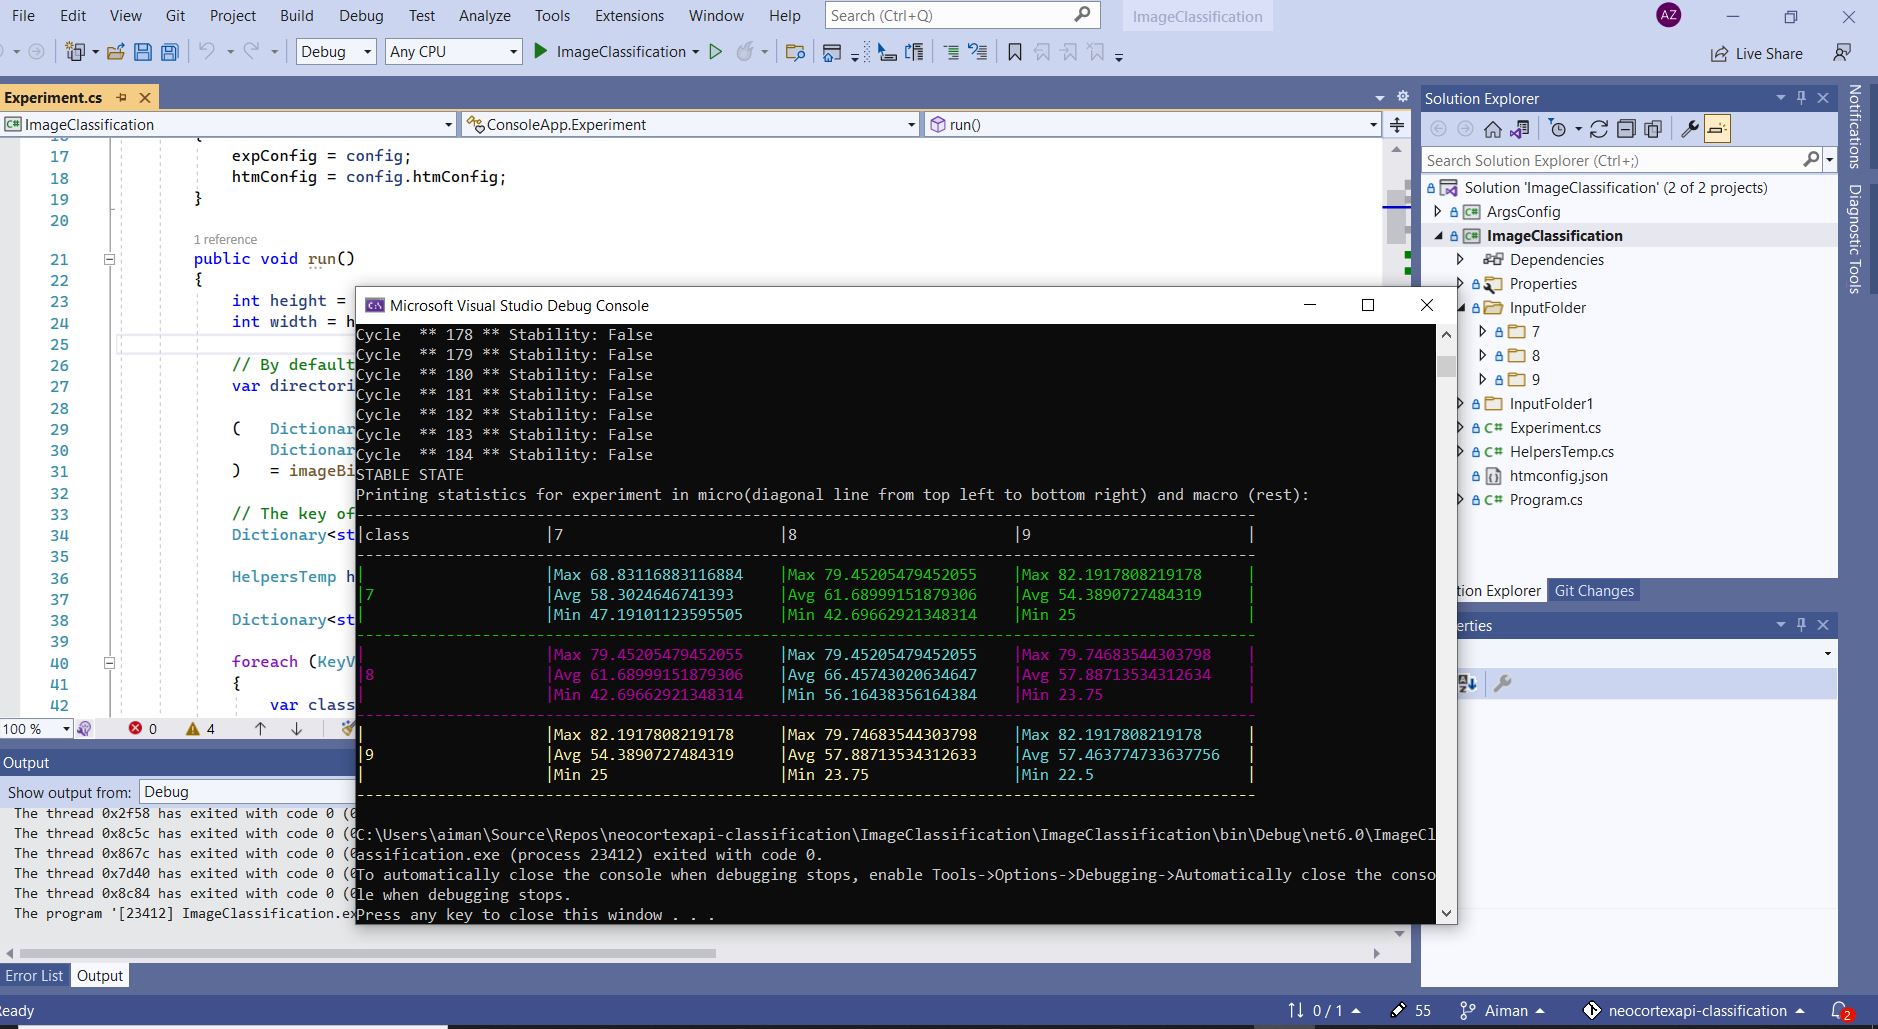 File Edit View Git Project Build Debug Test Analyze Tools Extensions Window Help Search (Ctrl+Q) ImageClassification AZ
Debug Any CPU ImageClassification Live Share
Experiment.cs
ImageClassification ConsoleApp.Experiment run()
17 expConfig = config;
18 htmConfig = config.htmConfig;
19 }
20
1 reference
21 public void run()
22 {
23 int height =
24 int width = h
25
26 // By default
27 var directori
28
29 ( Dictionar
30 Dictionar
31 ) = imageBi
32
33 // The key of
34 Dictionary<st
35
36 HelpersTemp h
37
38 Dictionary<st
39
40 foreach (KeyV
41 {
42 var class
100 % 0 4
Output
Show output from: Debug
The thread 0x2f58 has exited with code 0 (0
The thread 0x8c5c has exited with code 0 (0
The thread 0x867c has exited with code 0 (0
The thread 0x7d40 has exited with code 0 (0
The thread 0x8c84 has exited with code 0 (0
The program '[23412] ImageClassification.ex
Error List Output
Microsoft Visual Studio Debug Console
Cycle ** 178 ** Stability: False
Cycle ** 179 ** Stability: False
Cycle ** 180 ** Stability: False
Cycle ** 181 ** Stability: False
Cycle ** 182 ** Stability: False
Cycle ** 183 ** Stability: False
Cycle ** 184 ** Stability: False
STABLE STATE
Printing statistics for experiment in micro(diagonal line from top left to bottom right) and macro (rest):
|class |7 |8 |9 |
| |Max 68.83116883116884 |Max 79.45205479452055 |Max 82.1917808219178 |
|7 |Avg 58.3024646741393 |Avg 61.68999151879306 |Avg 54.3890727484319 |
| |Min 47.19101123595505 |Min 42.69662921348314 |Min 25 |
| |Max 79.45205479452055 |Max 79.45205479452055 |Max 79.74683544303798 |
|8 |Avg 61.68999151879306 |Avg 66.45743020634647 |Avg 57.88713534312634 |
| |Min 42.69662921348314 |Min 56.16438356164384 |Min 23.75 |
| |Max 82.1917808219178 |Max 79.74683544303798 |Max 82.1917808219178 |
|9 |Avg 54.3890727484319 |Avg 57.88713534312633 |Avg 57.463774733637756 |
| |Min 25 |Min 23.75 |Min 22.5 |
C:\Users\aiman\Source\Repos\neocortexapi-classification\ImageClassification\ImageClassification\bin\Debug\net6.0\ImageCl
assification.exe (process 23412) exited with code 0.
To automatically close the console when debugging stops, enable Tools->Options->Debugging->Automatically close the conso
le when debugging stops.
Press any key to close this window . . .
Solution Explorer
Search Solution Explorer (Ctrl+;)
Solution 'ImageClassification' (2 of 2 projects)
C# ArgsConfig
C# ImageClassification
Dependencies
Properties
InputFolder
7
8
9
InputFolder1
C# Experiment.cs
C# HelpersTemp.cs
htmconfig.json
C# Program.cs
tion Explorer Git Changes
erties
Notifications
Diagnostic Tools
eady 0 / 1 55 Aiman neocortexapi-classification 2